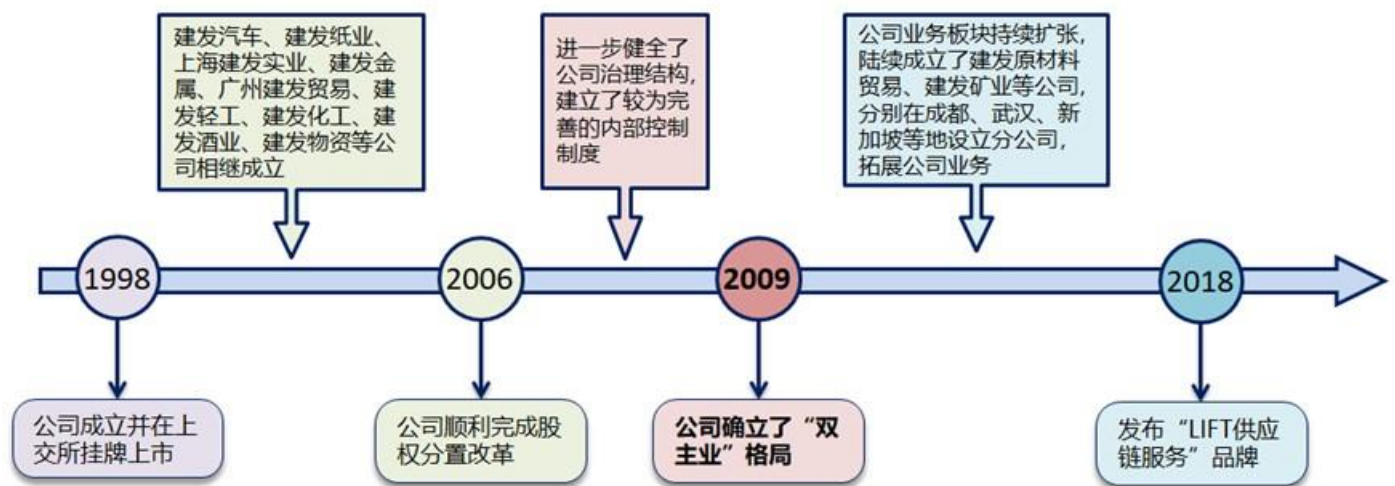 建发汽车、建发纸业、
上海建发实业、建发金
属、广州建发贸易、建
发轻工、建发化工、建
发酒业、建发物资等公
司相继成立
进一步健全了
公司治理结构，
建立了较为完
善的内部控制
制度
公司业务板块持续扩张，
陆续成立了建发原材料
贸易、建发矿业等公司，
分别在成都、武汉、新
加坡等地设立分公司，
拓展公司业务
1998
2006
2009
2018
公司成立并在上
交所挂牌上市
公司顺利完成股
权分置改革
公司确立了“双
主业”格局
发布“LIFT供应
链服务”品牌